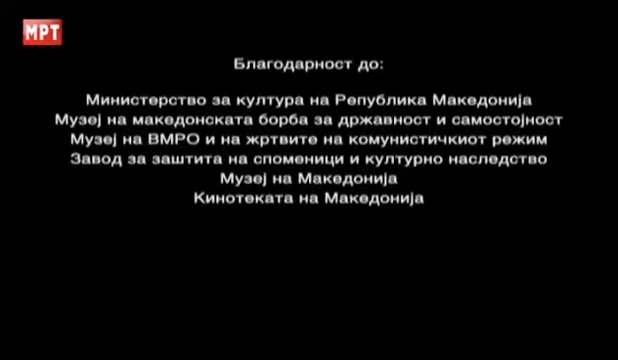 МРТ
Благодарност до:
Министерство за култура на Република Македонија
Музеј на македонската борба за државност и самостојност
Музеј на ВМРО и на жртвите на комунистичкиот режим
Завод за заштита на споменици и културно наследство
Музеј на Македонија
Кинотеката на Македонија